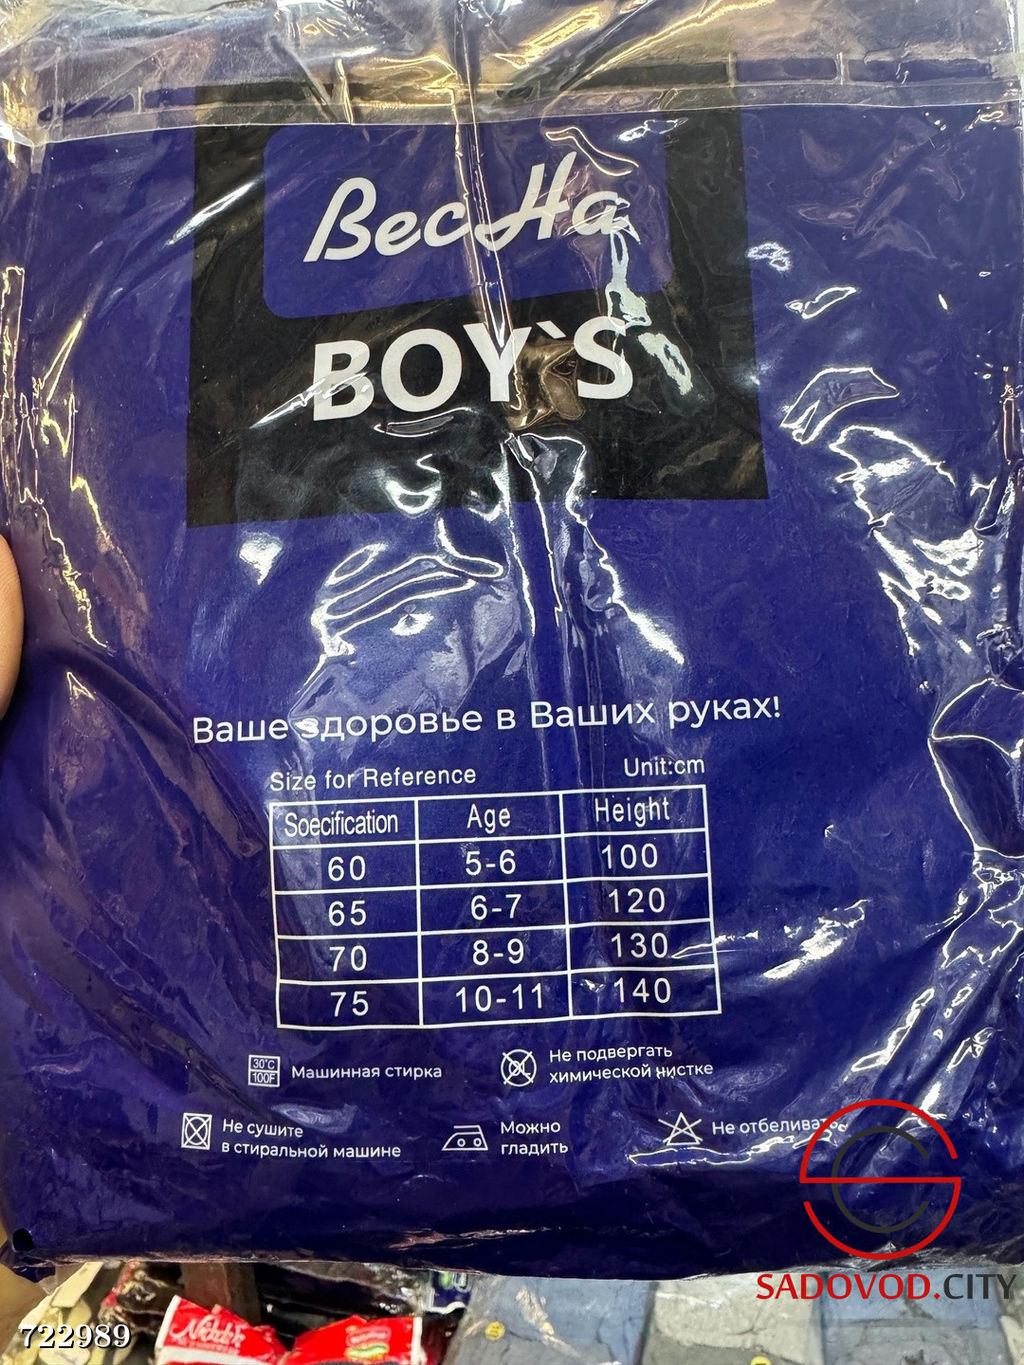 Весна
BOY`S
Ваше здоровье в Ваших руках!
Size for Reference Unit:cm
Soecification Age Height
60 5-6 100
65 6-7 120
70 8-9 130
75 10-11 140
30°C
100F
Машинная стирка
Не подвергать
химической чистке
Не сушите
в стиральной машине
Можно
гладить
Не отбеливать
SADOVOD.CITY
722989